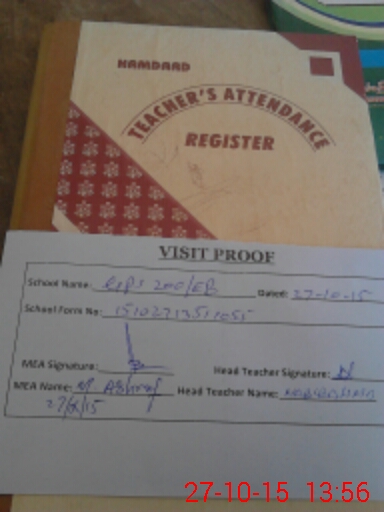 HAMDARD
TEACHER'S ATTENDANCE
REGISTER
VISIT PROOF
School Name: 200/EB Dated: 27-10-15
School Form No:
MEA Signature: Head Teacher Signature:
MEA Name: M. Ashraf Head Teacher Name:
27/10/15
27-10-15 13:56